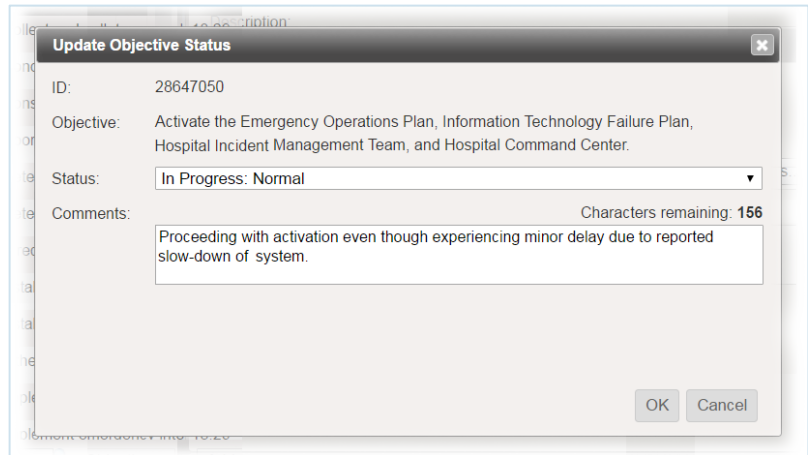 Description:
Update Objective Status
ID: 28647050
Objective: Activate the Emergency Operations Plan, Information Technology Failure Plan,
Hospital Incident Management Team, and Hospital Command Center.
Status: In Progress: Normal
Comments: Characters remaining: 156
Proceeding with activation even though experiencing minor delay due to reported
slow-down of system.
OK Cancel